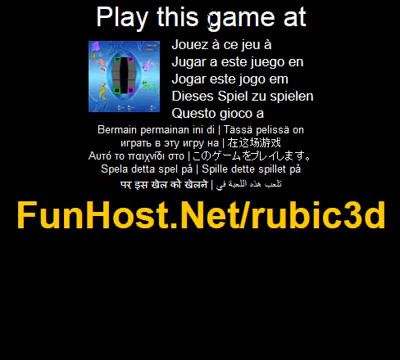 Play this game at
Jouez à ce jeu à
Jugar a este juego en
Jogar este jogo em
Dieses Spiel zu spielen
Questo gioco a
Bermain permainan ini di | Tässä pelissä on
играть в эту игру на | 在这场游戏
Αυτό το παιχνίδι στο | このゲームをプレイします。
Spela detta spel på | Spille dette spillet på
पर इस खेल को खेलने | تلعب هذه اللعبة في
FunHost.Net/rubic3d